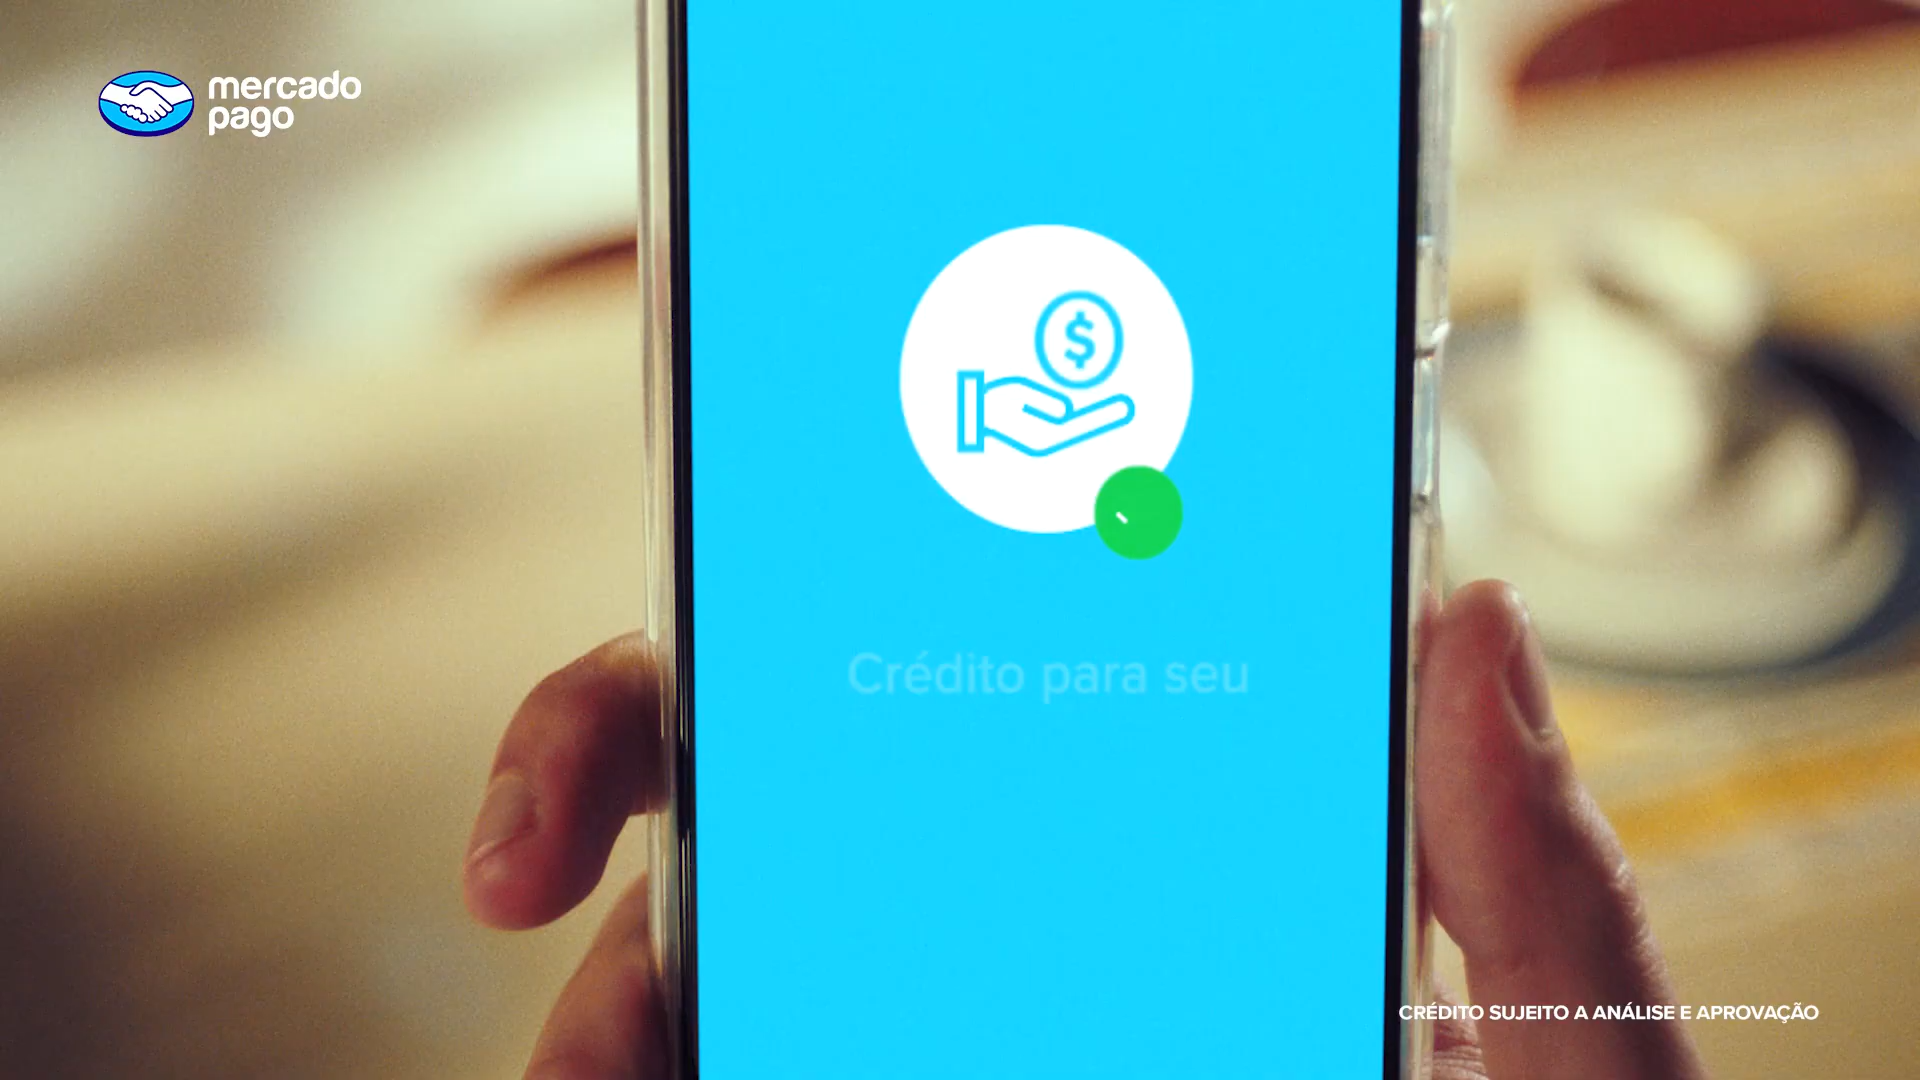 mercado
pago
$
Crédito para seu
CRÉDITO SUJEITO A ANÁLISE E APROVAÇÃO